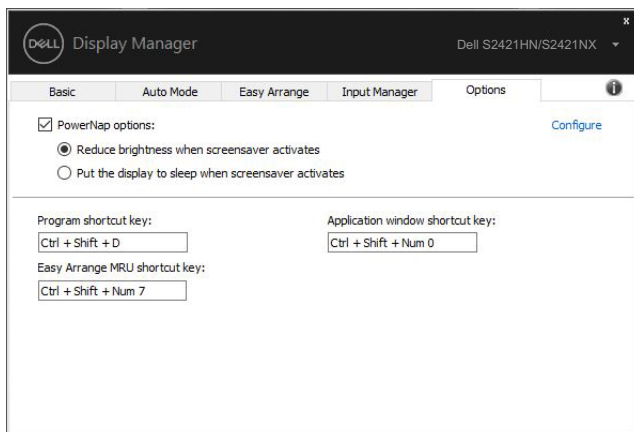 x
DELL Display Manager Dell S2421HN/S2421NX
Basic Auto Mode Easy Arrange Input Manager Options i
PowerNap options: Configure
Reduce brightness when screensaver activates
Put the display to sleep when screensaver activates
Program shortcut key: Application window shortcut key:
Ctrl + Shift + D Ctrl + Shift + Num 0
Easy Arrange MRU shortcut key:
Ctrl + Shift + Num 7